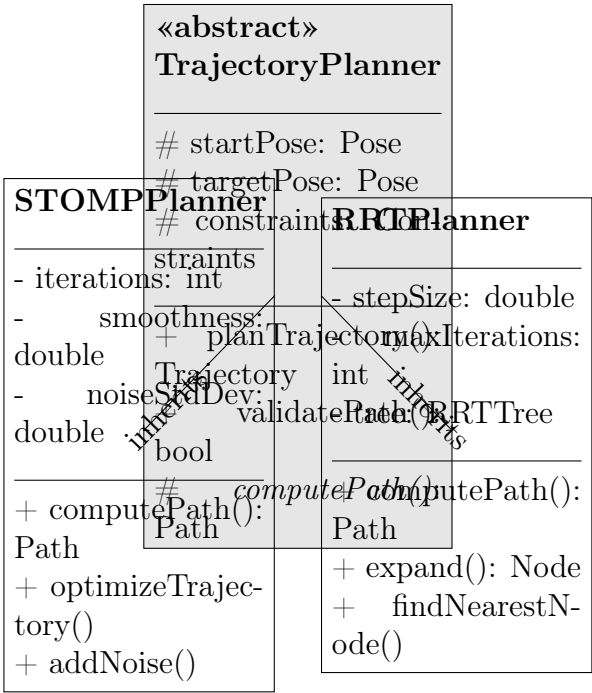 «abstract»
TrajectoryPlanner
# startPose: Pose
# targetPose: Pose
# constraints: Con-
straints
+ planTrajectory():
Trajectory
validatePath():
bool
# computePath():
Path
STOMPPlanner
- iterations: int
- smoothness:
double
- noiseStdDev:
double
+ computePath():
Path
+ optimizeTrajec-
tory()
+ addNoise()
RRTPlanner
- stepSize: double
- maxIterations:
int
- tree: RRTTree
+ computePath():
Path
+ expand(): Node
+ findNearestN-
ode()
inherits
inherits